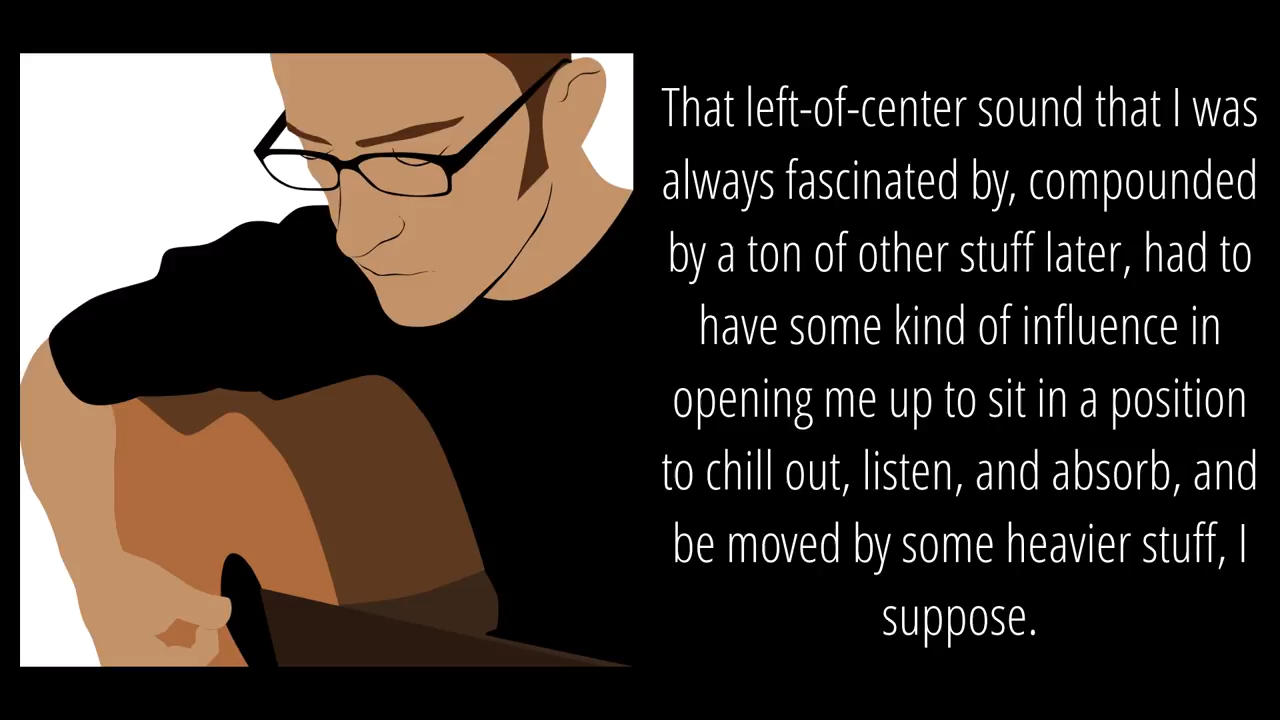 That left-of-center sound that I was
always fascinated by, compounded
by a ton of other stuff later, had to
have some kind of influence in
opening me up to sit in a position
to chill out, listen, and absorb, and
be moved by some heavier stuff, I
suppose.